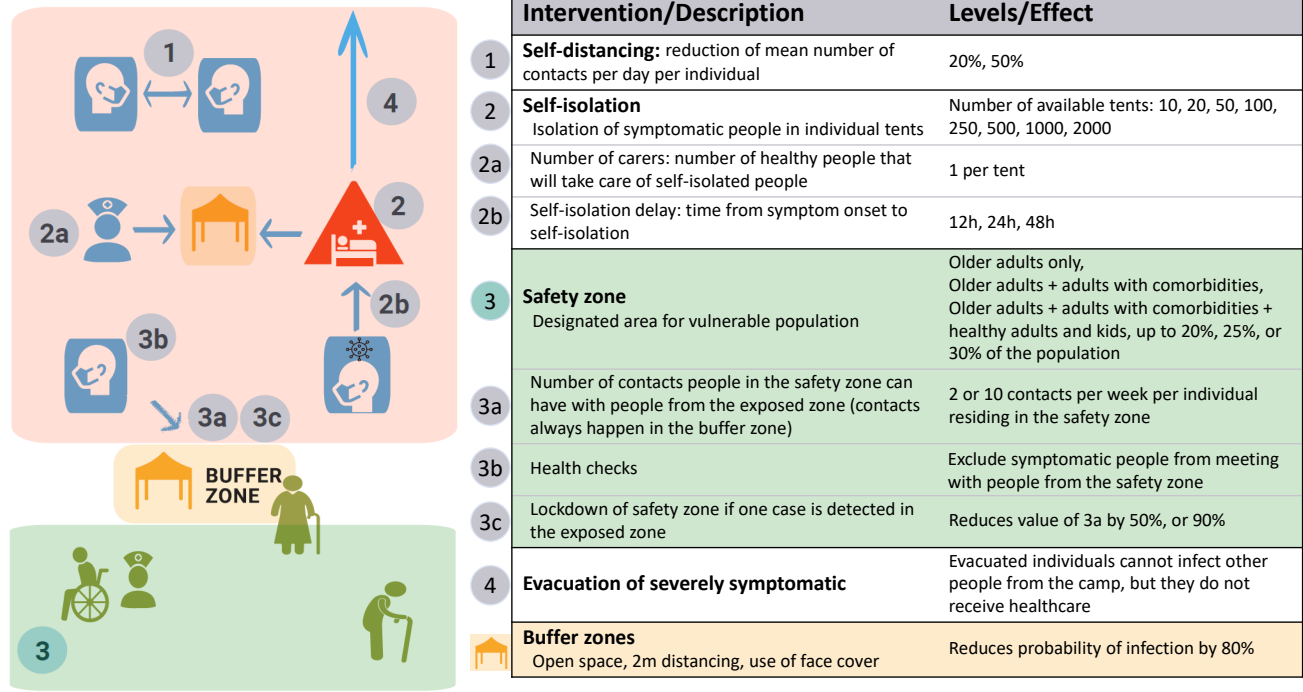 1
4
2
2a
2b
3b
3a
3c
BUFFER
ZONE
3
Intervention/Description
Levels/Effect
1
Self-distancing: reduction of mean number of
contacts per day per individual
20%, 50%
2
Self-isolation
Isolation of symptomatic people in individual tents
Number of available tents: 10, 20, 50, 100,
250, 500, 1000, 2000
2a
Number of carers: number of healthy people that
will take care of self-isolated people
1 per tent
2b
Self-isolation delay: time from symptom onset to
self-isolation
12h, 24h, 48h
3
Safety zone
Designated area for vulnerable population
Older adults only,
Older adults + adults with comorbidities,
Older adults + adults with comorbidities +
healthy adults and kids, up to 20%, 25%, or
30% of the population
3a
Number of contacts people in the safety zone can
have with people from the exposed zone (contacts
always happen in the buffer zone)
2 or 10 contacts per week per individual
residing in the safety zone
3b
Health checks
Exclude symptomatic people from meeting
with people from the safety zone
3c
Lockdown of safety zone if one case is detected in
the exposed zone
Reduces value of 3a by 50%, or 90%
4
Evacuation of severely symptomatic
Evacuated individuals cannot infect other
people from the camp, but they do not
receive healthcare
Buffer zones
Open space, 2m distancing, use of face cover
Reduces probability of infection by 80%